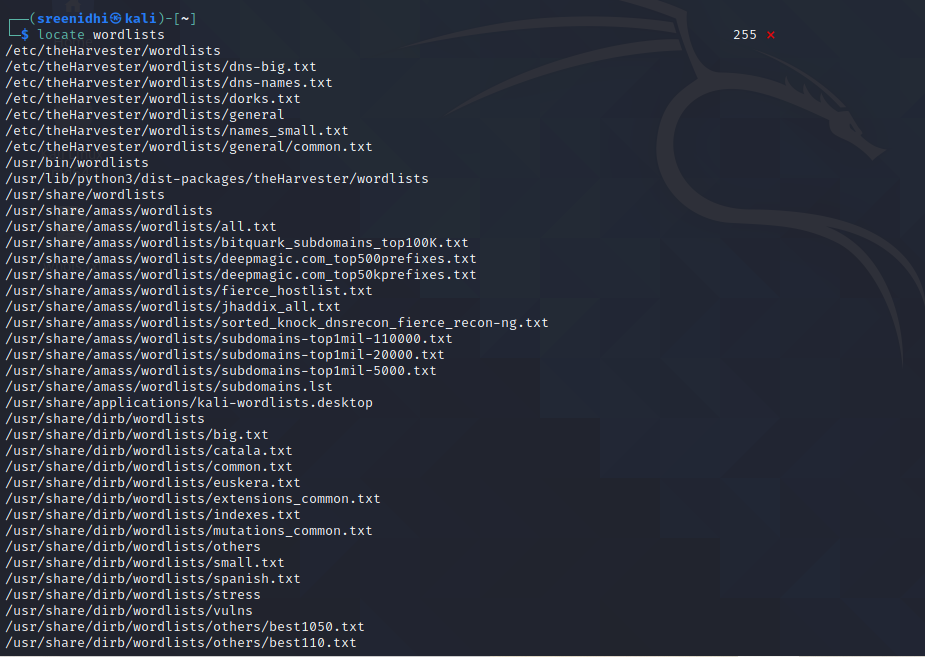 ┌──(sreenidhi㉿kali)-[~]
└─$ locate wordlists 255 ⨯
/etc/theHarvester/wordlists
/etc/theHarvester/wordlists/dns-big.txt
/etc/theHarvester/wordlists/dns-names.txt
/etc/theHarvester/wordlists/dorks.txt
/etc/theHarvester/wordlists/general
/etc/theHarvester/wordlists/names_small.txt
/etc/theHarvester/wordlists/general/common.txt
/usr/bin/wordlists
/usr/lib/python3/dist-packages/theHarvester/wordlists
/usr/share/wordlists
/usr/share/amass/wordlists
/usr/share/amass/wordlists/all.txt
/usr/share/amass/wordlists/bitquark_subdomains_top100K.txt
/usr/share/amass/wordlists/deepmagic.com_top500prefixes.txt
/usr/share/amass/wordlists/deepmagic.com_top50kprefixes.txt
/usr/share/amass/wordlists/fierce_hostlist.txt
/usr/share/amass/wordlists/jhaddix_all.txt
/usr/share/amass/wordlists/sorted_knock_dnsrecon_fierce_recon-ng.txt
/usr/share/amass/wordlists/subdomains-top1mil-110000.txt
/usr/share/amass/wordlists/subdomains-top1mil-20000.txt
/usr/share/amass/wordlists/subdomains-top1mil-5000.txt
/usr/share/amass/wordlists/subdomains.lst
/usr/share/applications/kali-wordlists.desktop
/usr/share/dirb/wordlists
/usr/share/dirb/wordlists/big.txt
/usr/share/dirb/wordlists/catala.txt
/usr/share/dirb/wordlists/common.txt
/usr/share/dirb/wordlists/euskera.txt
/usr/share/dirb/wordlists/extensions_common.txt
/usr/share/dirb/wordlists/indexes.txt
/usr/share/dirb/wordlists/mutations_common.txt
/usr/share/dirb/wordlists/others
/usr/share/dirb/wordlists/small.txt
/usr/share/dirb/wordlists/spanish.txt
/usr/share/dirb/wordlists/stress
/usr/share/dirb/wordlists/vulns
/usr/share/dirb/wordlists/others/best1050.txt
/usr/share/dirb/wordlists/others/best110.txt